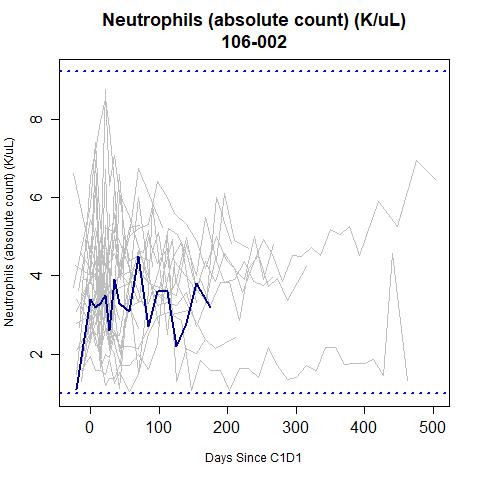 Neutrophils (absolute count) (K/uL)
106-002
Neutrophils (absolute count) (K/uL)
8
6
4
2
0 100 200 300 400 500
Days Since C1D1